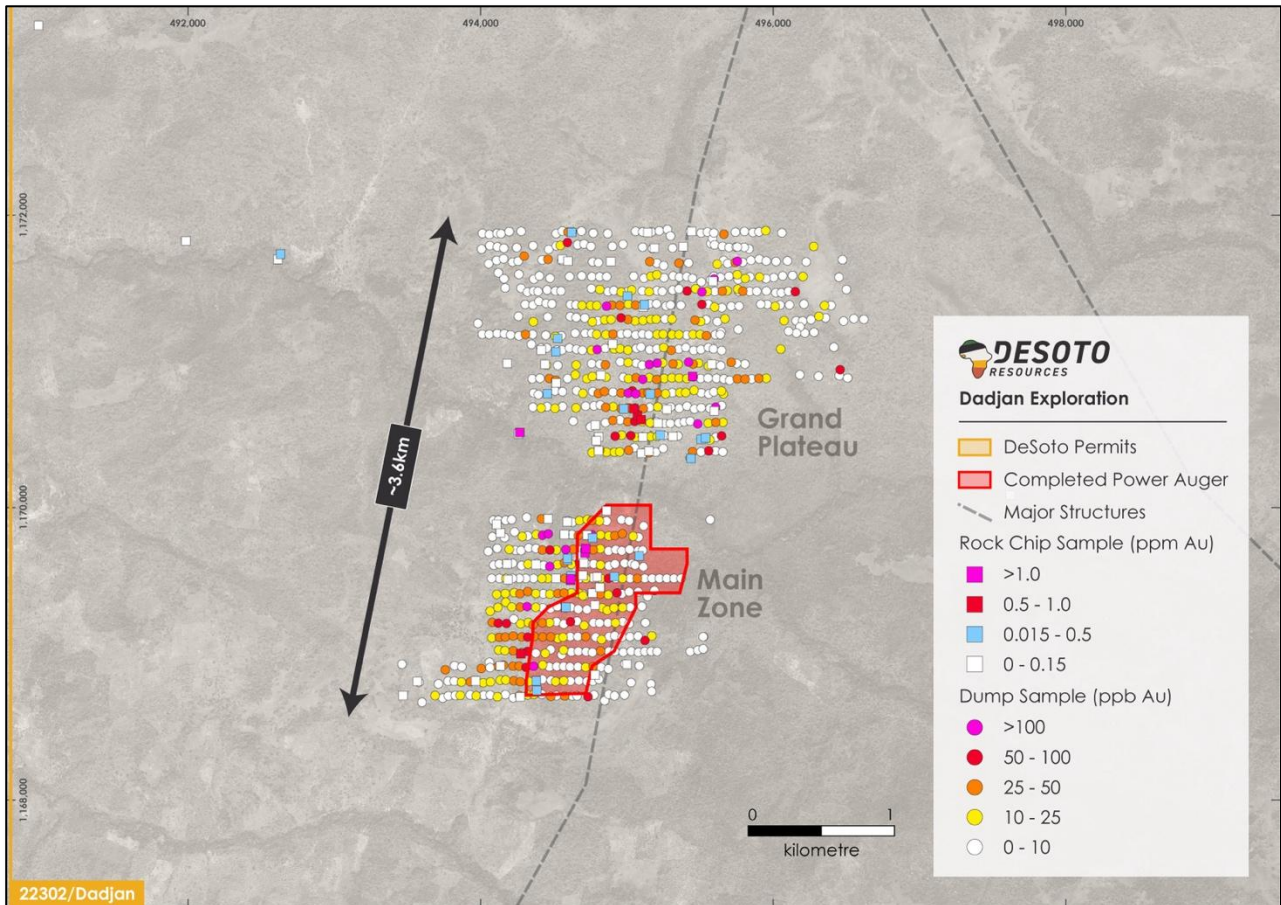 492,000
494,000
496,000
498,000
1,172,000
1,170,000
1,168,000
~3.6km
Grand
Plateau
Main
Zone
DESOTO
RESOURCES
Dadjan Exploration
DeSoto Permits
Completed Power Auger
Major Structures
Rock Chip Sample (ppm Au)
>1.0
0.5 - 1.0
0.015 - 0.5
0 - 0.15
Dump Sample (ppb Au)
>100
50 - 100
25 - 50
10 - 25
0 - 10
0
1
kilometre
22302/Dadjan